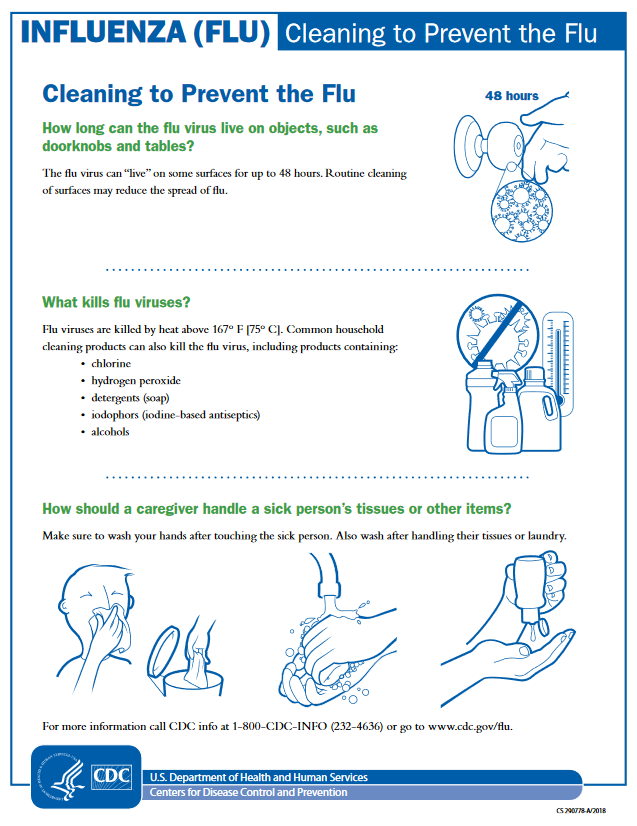 INFLUENZA (FLU) Cleaning to Prevent the Flu
Cleaning to Prevent the Flu
48 hours
How long can the flu virus live on objects, such as
doorknobs and tables?
The flu virus can “live” on some surfaces for up to 48 hours. Routine cleaning
of surfaces may reduce the spread of flu.
What kills flu viruses?
Flu viruses are killed by heat above 167º F [75º C]. Common household
cleaning products can also kill the flu virus, including products containing:
• chlorine
• hydrogen peroxide
• detergents (soap)
• iodophors (iodine-based antiseptics)
• alcohols
How should a caregiver handle a sick person’s tissues or other items?
Make sure to wash your hands after touching the sick person. Also wash after handling their tissues or laundry.
For more information call CDC info at 1-800-CDC-INFO (232-4636) or go to www.cdc.gov/flu.
CDC
U.S. Department of Health and Human Services
Centers for Disease Control and Prevention
CS 290778-A/2018